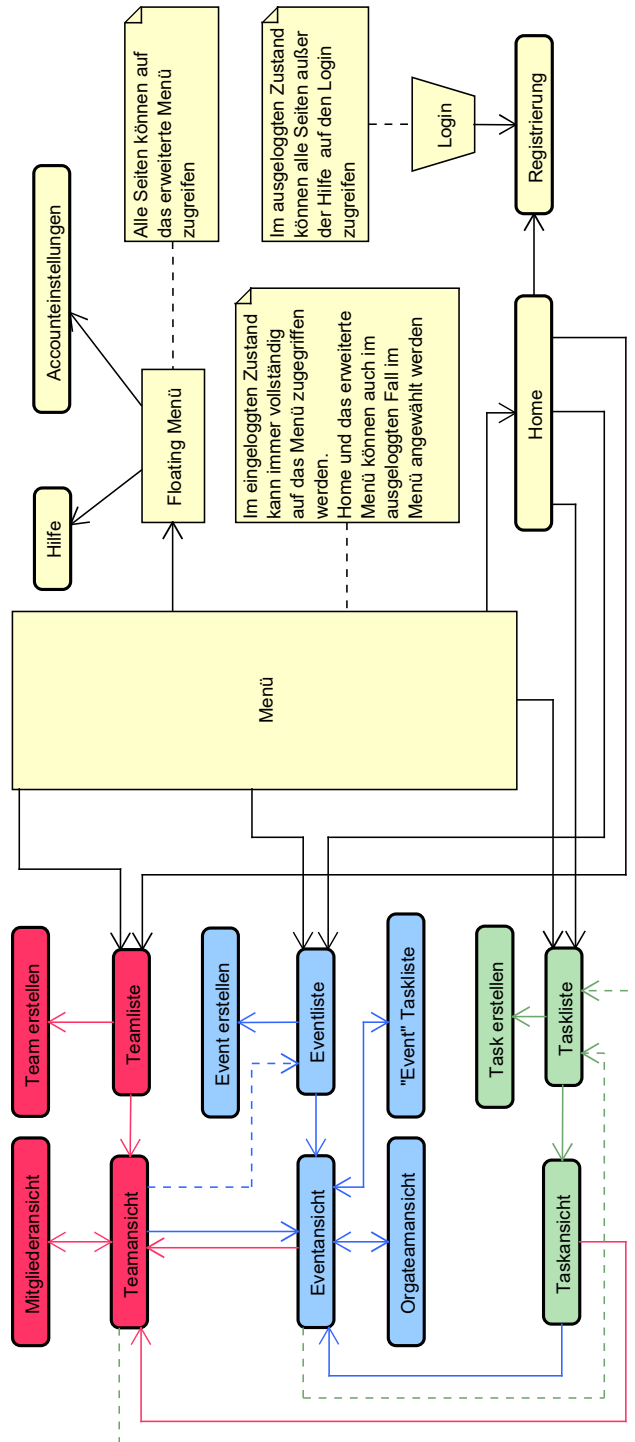 Accounteinstellungen
Hilfe
Alle Seiten können auf
das erweiterte Menü
zugreifen
Floating Menü
Im ausgeloggten Zustand
können alle Seiten außer
der Hilfe auf den Login
zugreifen
Im eingeloggten Zustand
kann immer vollständig
auf das Menü zugegriffen
werden.
Home und das erweiterte
Menü können auch im
ausgeloggten Fall im
Menü angewählt werden
Login
Registrierung
Home
Menü
Team erstellen
Teamliste
Mitgliederansicht
Teamansicht
Event erstellen
Eventliste
"Event" Taskliste
Eventansicht
Orgateamansicht
Task erstellen
Taskliste
Taskansicht